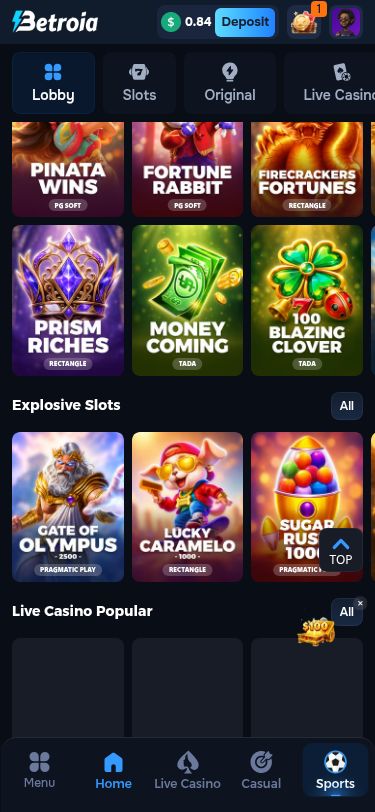 Betroia
$ 0.84 Deposit
1
Lobby
Slots
Original
Live Casino
PINATA
WINS
PG SOFT
FORTUNE
RABBIT
PG SOFT
FIRECRACKERS
FORTUNES
RECTANGLE
PRISM
RICHES
RECTANGLE
MONEY
COMING
TADA
100
BLAZING
CLOVER
TADA
Explosive Slots
All
GATE OF
OLYMPUS
- 2500 -
PRAGMATIC PLAY
LUCKY
CARAMELO
- 1000 -
RECTANGLE
SUGAR
RUSH
1000
PRAGMATIC
TOP
Live Casino Popular
All
×
$100
Menu
Home
Live Casino
Casual
Sports